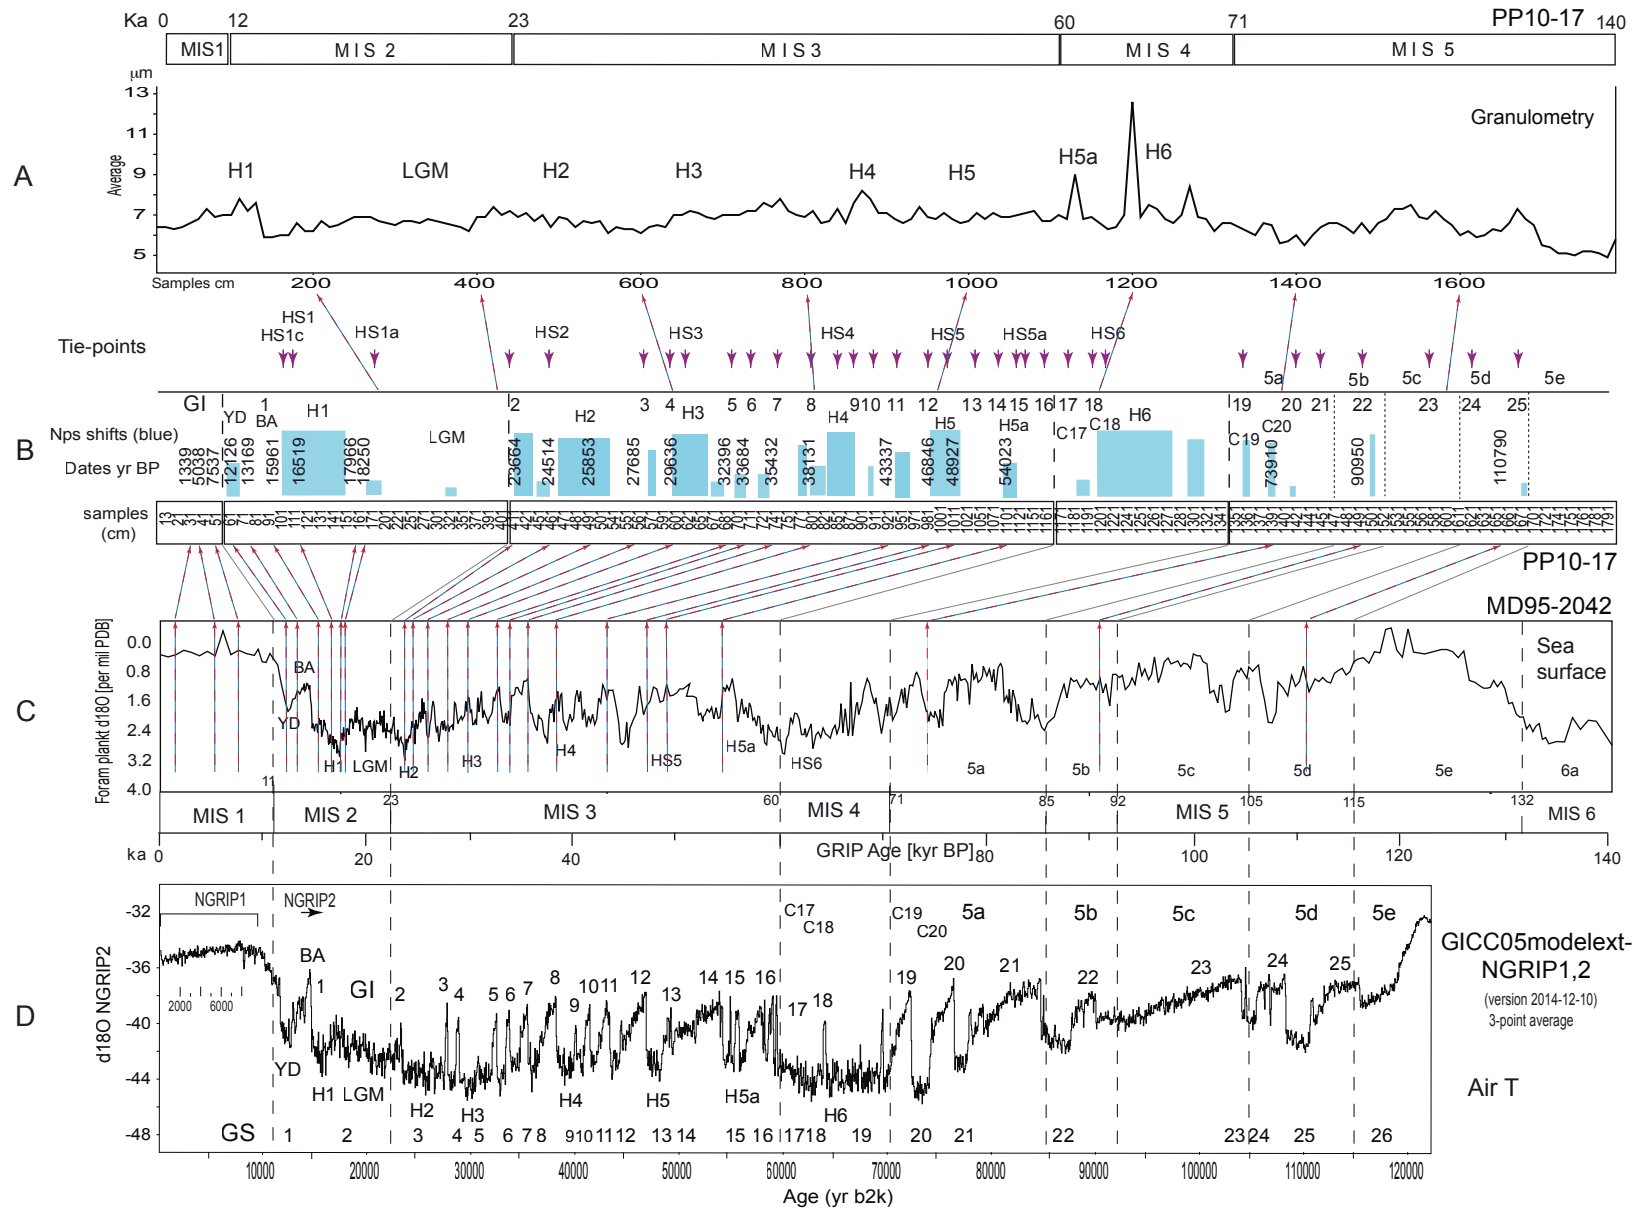 Ka 0 12 23 60 71 PP10-17 140
MIS1 MIS 2 MIS 3 MIS 4 MIS 5
µm
13
11
9
7
5
Average
A
Granulometry
H1 LGM H2 H3 H4 H5 H5a H6
Samples cm 200 400 600 800 1000 1200 1400 1600
HS1
HS1c HS1a HS2 HS3 HS4 HS5 HS5a HS6
Tie-points
5a 5b 5c 5d 5e
GI YD 1 2 3 4 5 6 7 8 9 10 11 12 13 14 15 16 17 18 19 20 21 22 23 24 25
BA H1 LGM H2 H3 H4 H5 H5a C17 C18 H6 C19 C20
B
Nps shifts (blue)
Dates yr BP
1339 5039 7537 12126 13169 15961 16519 17966 18250 23664 24514 25853 27685 29636 32396 33684 35432 38131 43337 46846 48927 54023 73910 90950 110790
samples
(cm)
PP10-17
MD95-2042
C
Foram plankt d18O [per mil PDB]
0.0
0.8
1.6
2.4
3.2
4.0
Sea
surface
BA
YD
H1 LGM H2 H3 H4 HS5 H5a HS6 5a 5b 5c 5d 5e 6a
11 23 60 71 85 92 105 115 132
MIS 1 MIS 2 MIS 3 MIS 4 MIS 5 MIS 6
ka 0 20 40 GRIP Age [kyr BP] 80 100 120 140
D
d18O NGRIP2
-32
-36
-40
-44
-48
NGRIP1 NGRIP2
2000 6000
C17 C18 C19 C20 5a 5b 5c 5d 5e
BA
1 GI 2 3 4 5 6 7 8 9 10 11 12 13 14 15 16 17 18 19 20 21 22 23 24 25
YD H1 LGM H2 H3 H4 H5 H5a H6
GS 1 2 3 4 5 6 7 8 9 10 11 12 13 14 15 16 17 18 19 20 21 22 23 24 25 26
GICC05modelext-
NGRIP1,2
(version 2014-12-10)
3-point average
Air T
10000 20000 30000 40000 50000 60000 70000 80000 90000 100000 110000 120000
Age (yr b2k)